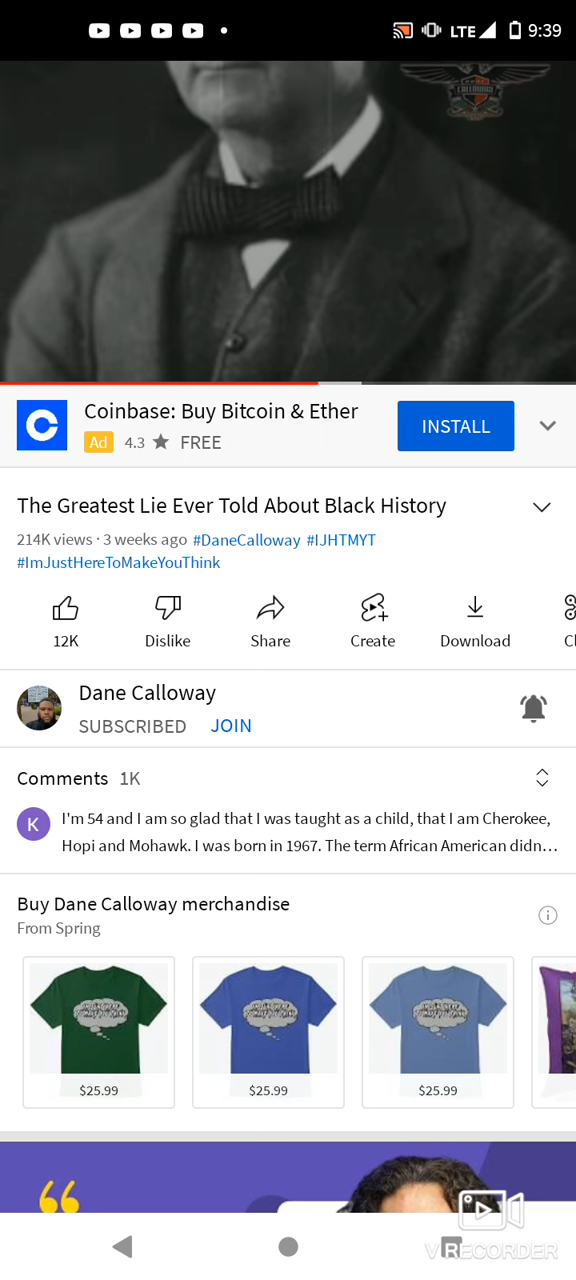 LTE 9:39
CALLOWAY
Coinbase: Buy Bitcoin & Ether
Ad 4.3 ★ FREE
INSTALL
The Greatest Lie Ever Told About Black History
214K views · 3 weeks ago #DaneCalloway #IJHTMYT
#ImJustHereToMakeYouThink
12K Dislike Share Create Download Cl
Dane Calloway
SUBSCRIBED JOIN
Comments 1K
K
I'm 54 and I am so glad that I was taught as a child, that I am Cherokee,
Hopi and Mohawk. I was born in 1967. The term African American didn…
Buy Dane Calloway merchandise
From Spring
$25.99 $25.99 $25.99
“
V RECORDER